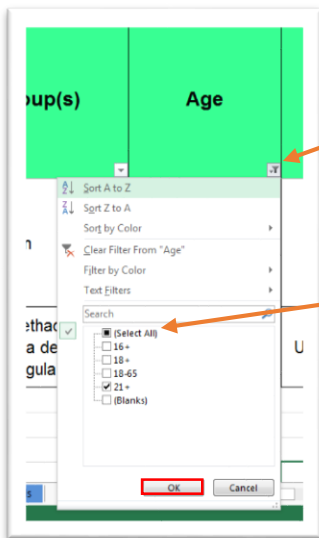 oup(s) Age
Sort A to Z
Sort Z to A
Sort by Color
Clear Filter From "Age"
Filter by Color
Text Filters
Search
(Select All)
16+
18+
18-65
21+
(Blanks)
OK Cancel
n
ethac
a de
gula
U
s